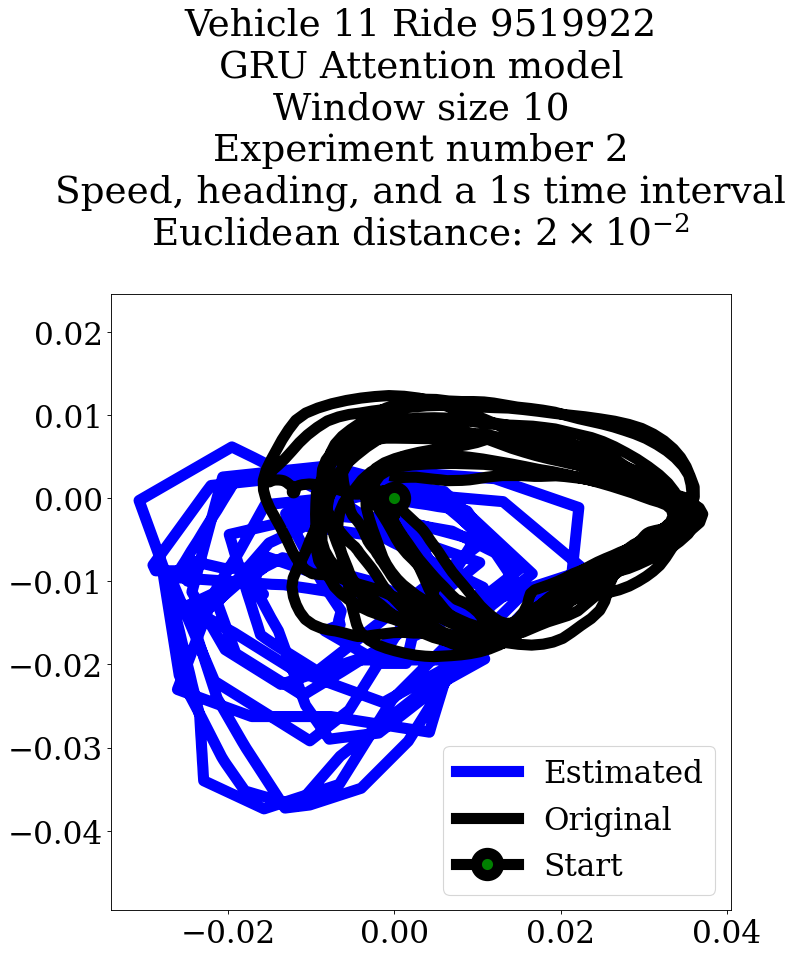 Vehicle 11 Ride 9519922
GRU Attention model
Window size 10
Experiment number 2
Speed, heading, and a 1s time interval
Euclidean distance: 2 × 10⁻²
0.02
0.01
0.00
−0.01
−0.02
−0.03
−0.04
Estimated
Original
Start
−0.02 0.00 0.02 0.04